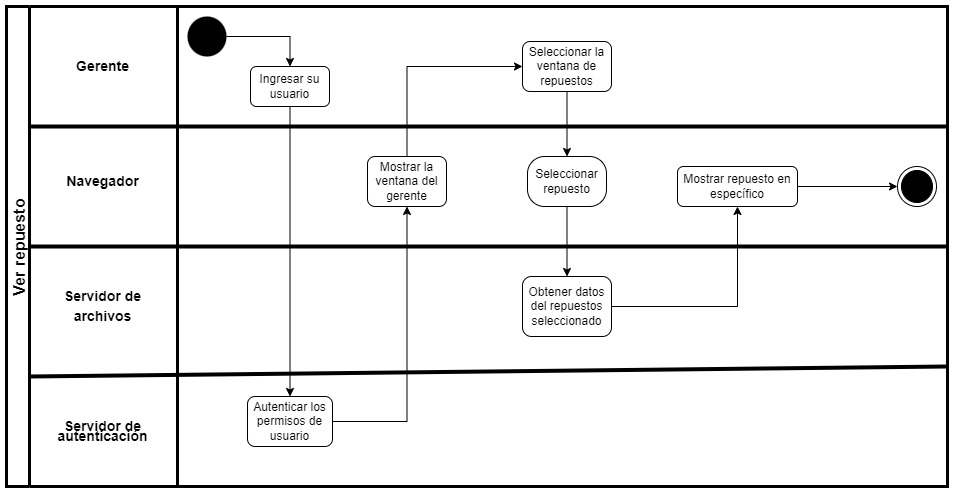 Ver repuesto
Gerente
Ingresar su
usuario
Seleccionar la
ventana de
repuestos
Navegador
Mostrar la
ventana del
gerente
Seleccionar
repuesto
Mostrar repuesto en
específico
Servidor de
archivos
Obtener datos
del repuestos
seleccionado
Servidor de
autenticación
Autenticar los
permisos de
usuario